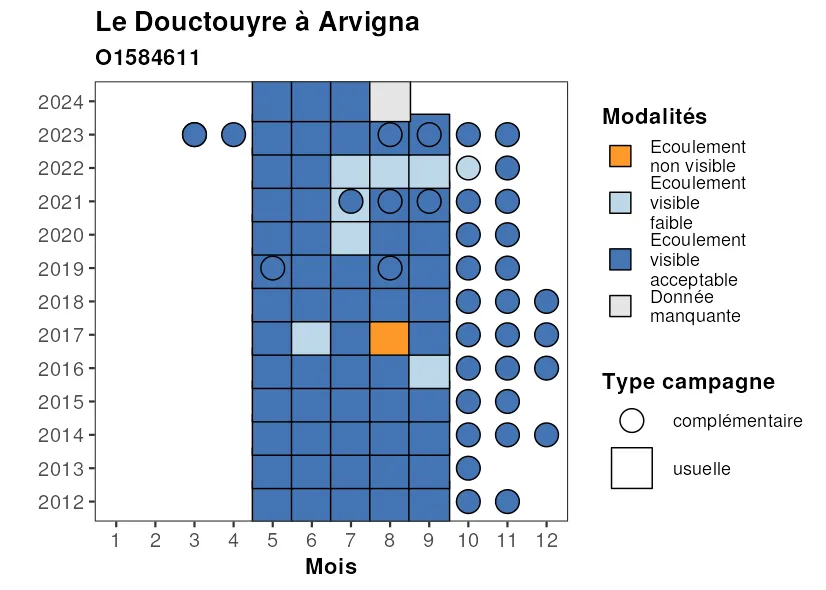 Le Douctouyre à Arvigna
O1584611
2024
2023
2022
2021
2020
2019
2018
2017
2016
2015
2014
2013
2012
1 2 3 4 5 6 7 8 9 10 11 12
Mois
Modalités
Ecoulement
non visible
Ecoulement
visible
faible
Ecoulement
visible
acceptable
Donnée
manquante
Type campagne
complémentaire
usuelle